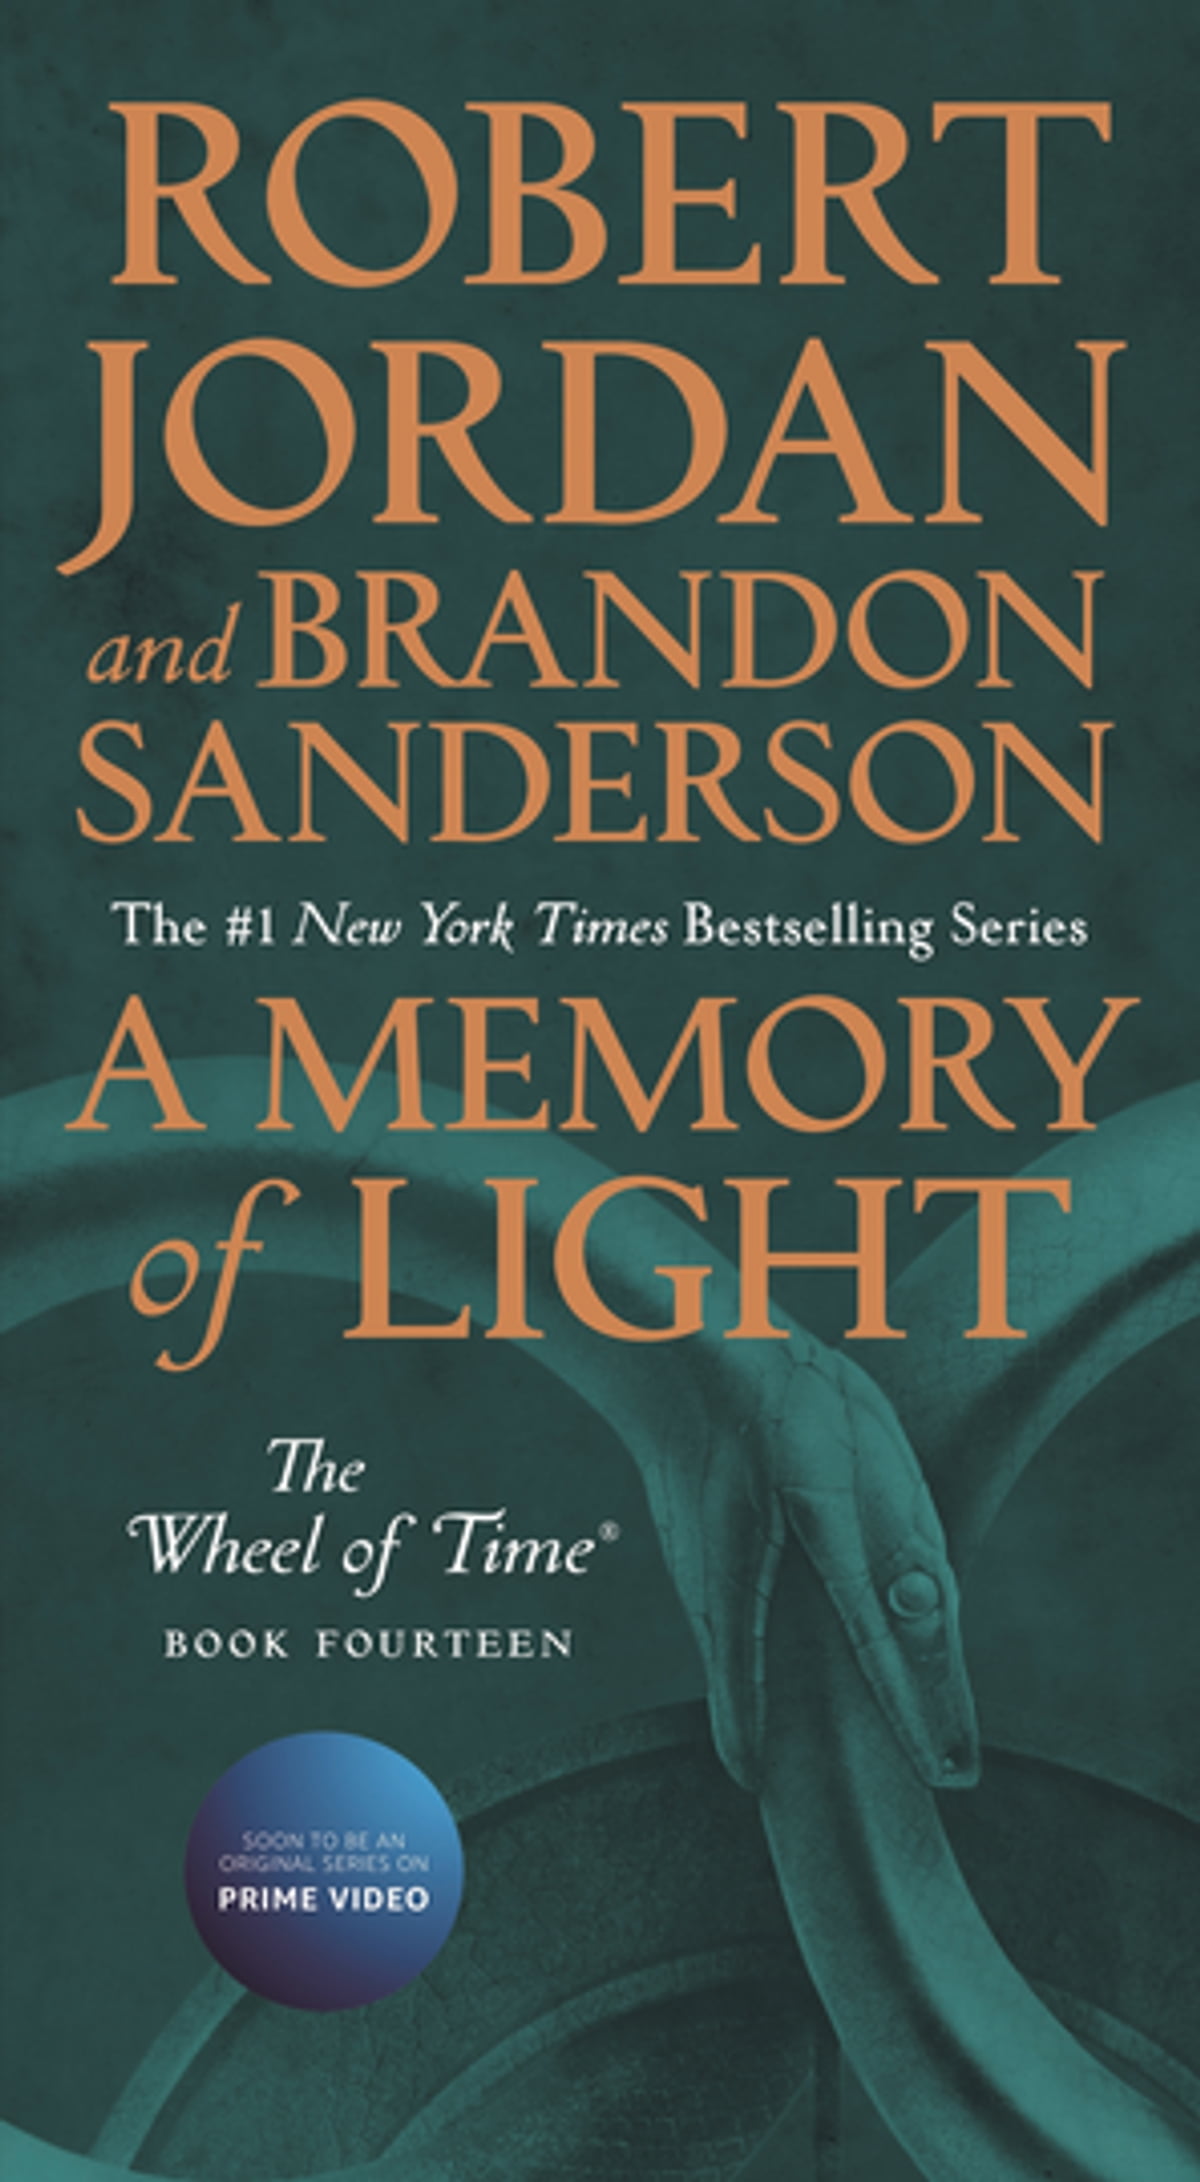 ROBERT
JORDAN
and BRANDON
SANDERSON
The #1 New York Times Bestselling Series
A MEMORY
of LIGHT
The
Wheel of Time®
BOOK FOURTEEN
SOON TO BE AN
ORIGINAL SERIES ON
PRIME VIDEO